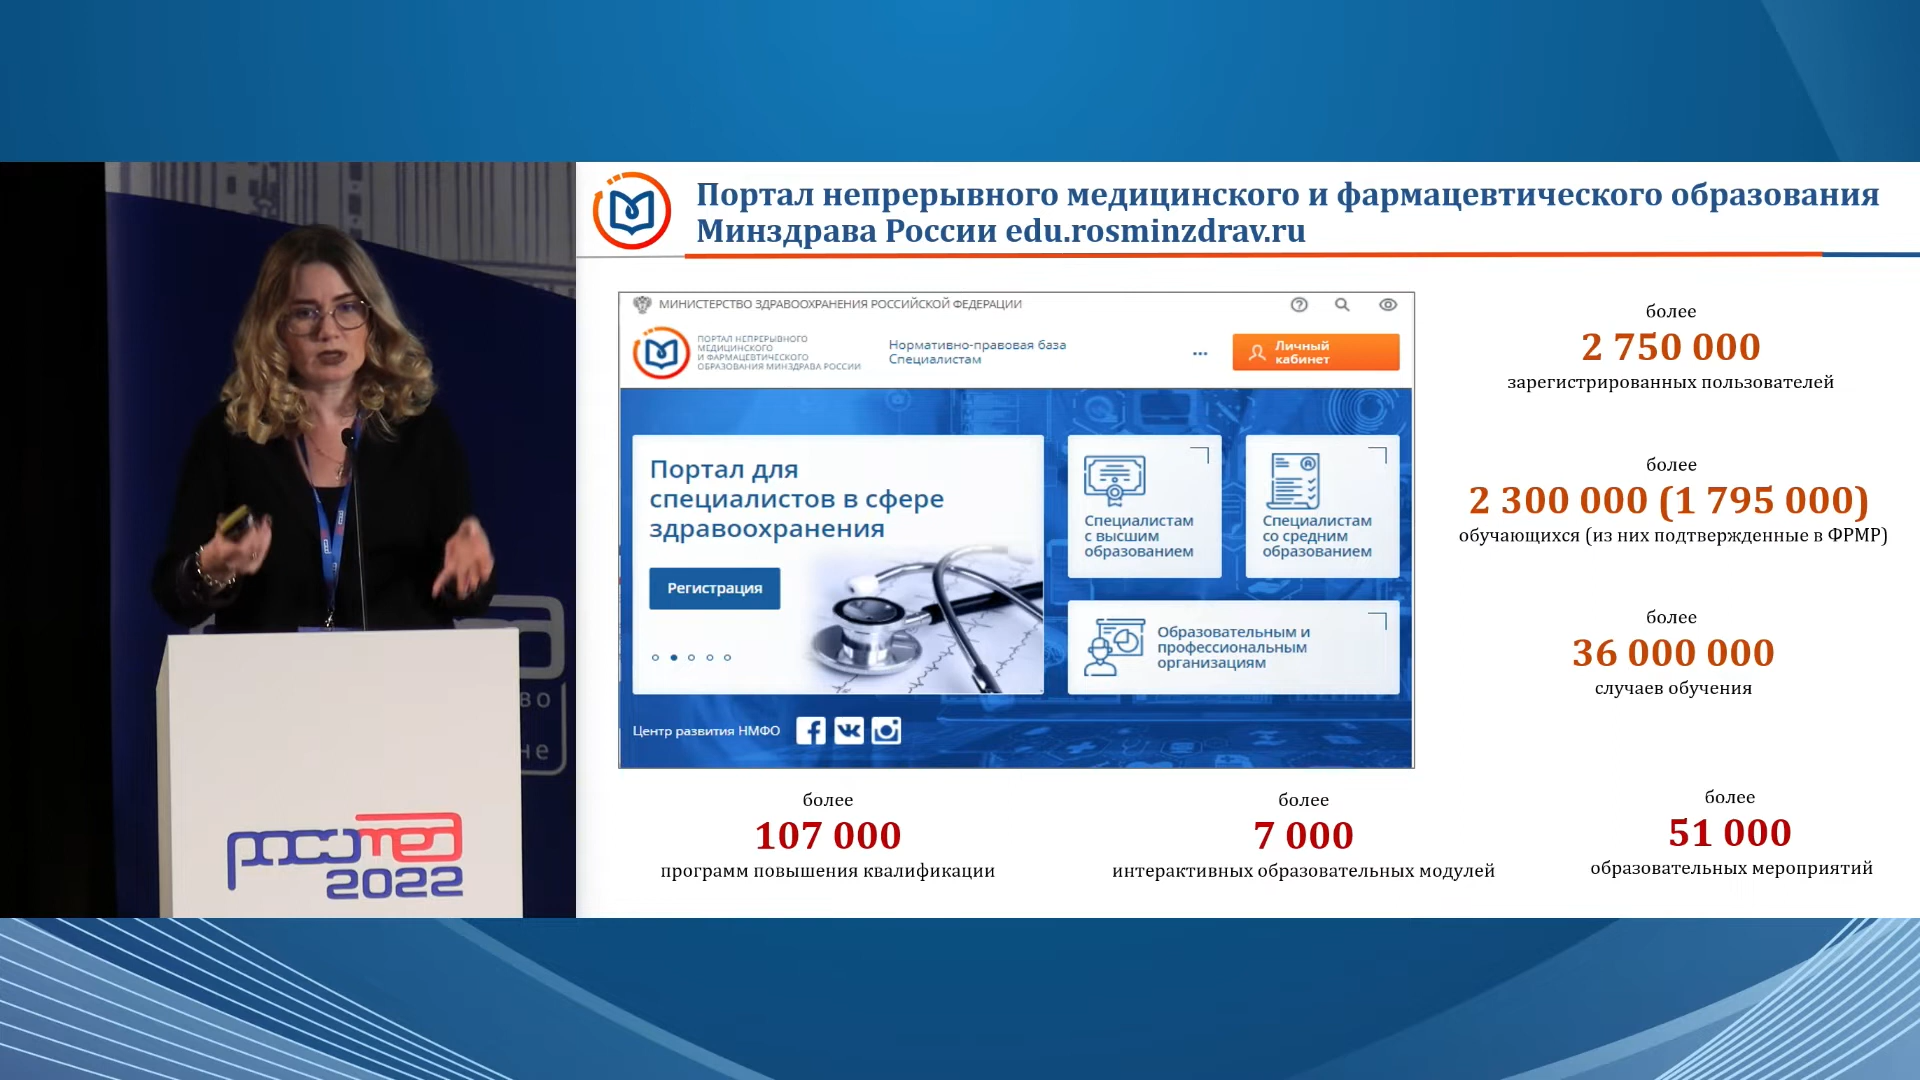 Портал непрерывного медицинского и фармацевтического образования
Минздрава России edu.rosminzdrav.ru
МИНИСТЕРСТВО ЗДРАВООХРАНЕНИЯ РОССИЙСКОЙ ФЕДЕРАЦИИ
ПОРТАЛ НЕПРЕРЫВНОГО
МЕДИЦИНСКОГО
И ФАРМАЦЕВТИЧЕСКОГО
ОБРАЗОВАНИЯ МИНЗДРАВА РОССИИ
Нормативно-правовая база
Специалистам
...
Личный
кабинет
Портал для
специалистов в сфере
здравоохранения
Регистрация
Специалистам
с высшим
образованием
Специалистам
со средним
образованием
Образовательным и
профессиональным
организациям
Центр развития НМФО
более
2 750 000
зарегистрированных пользователей
более
2 300 000 (1 795 000)
обучающихся (из них подтвержденные в ФРМР)
более
36 000 000
случаев обучения
более
107 000
программ повышения квалификации
более
7 000
интерактивных образовательных модулей
более
51 000
образовательных мероприятий
росомед
2022